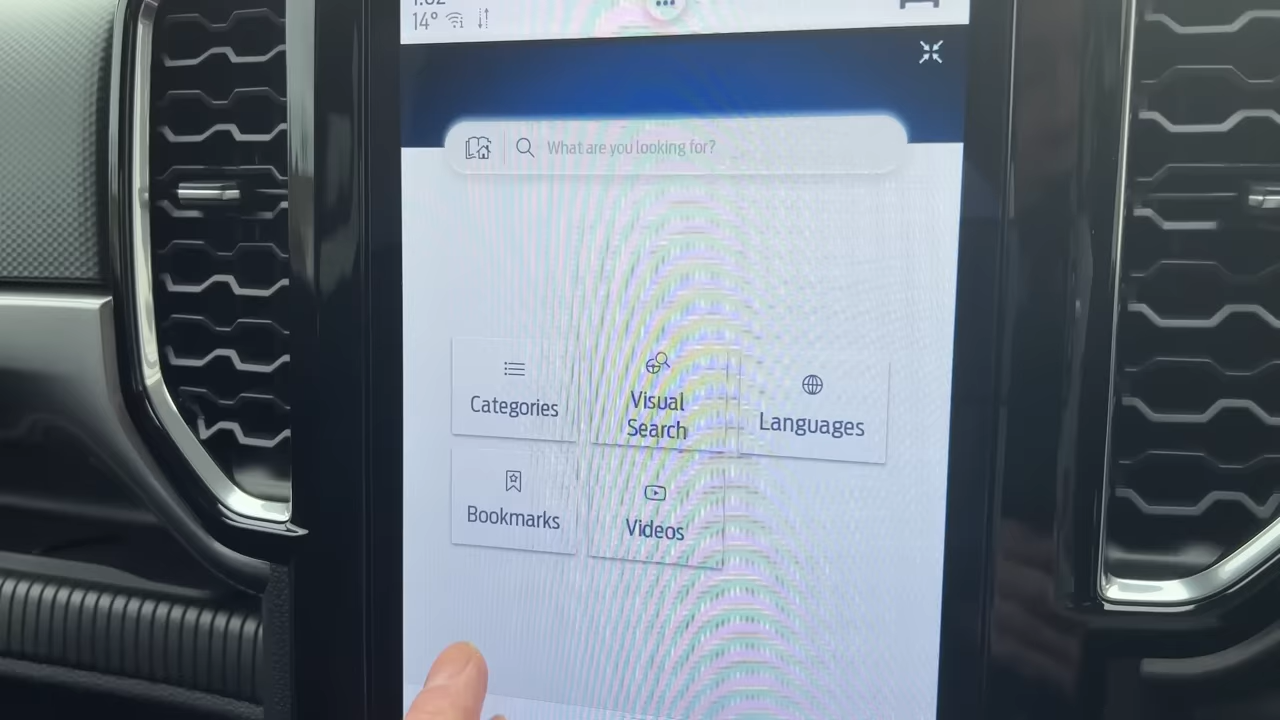 14°
What are you looking for?
Categories
Visual
Search
Languages
Bookmarks
Videos